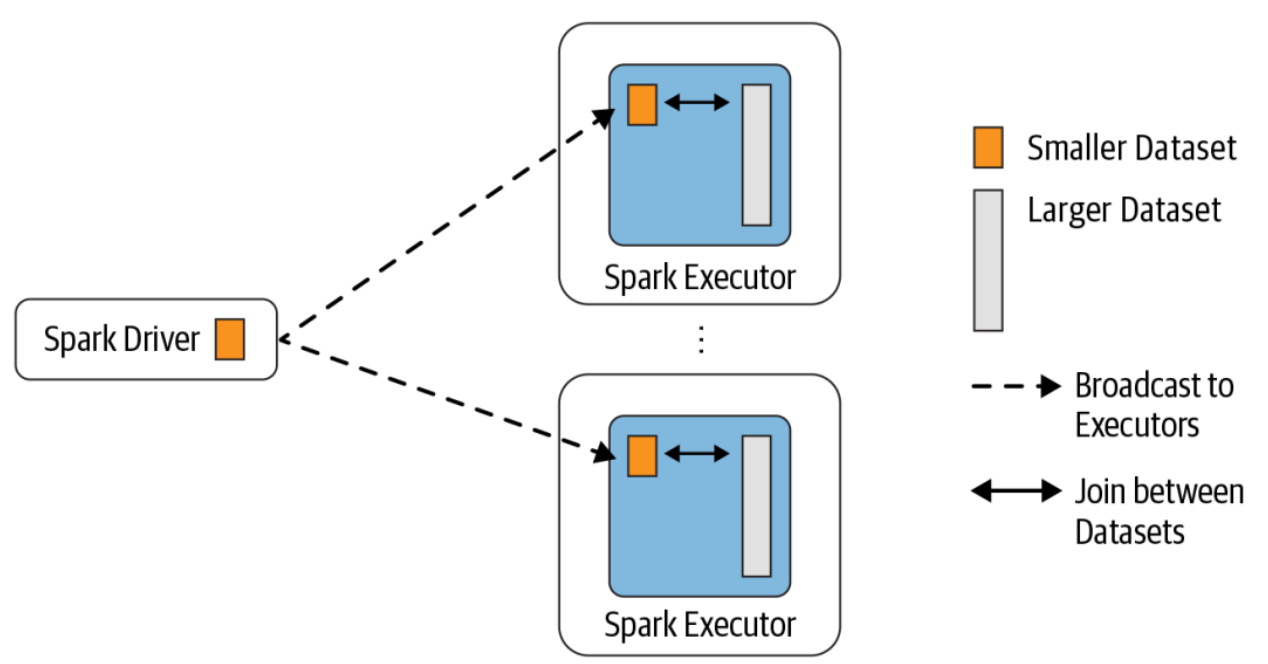 Spark Driver
Spark Executor
⋮
Spark Executor
Smaller Dataset
Larger Dataset
Broadcast to
Executors
Join between
Datasets